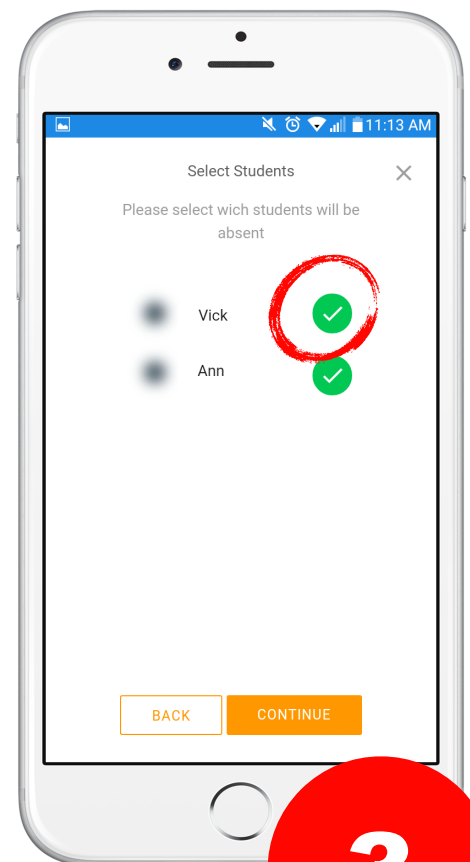 11:13 AM
Select Students
Please select wich students will be
absent
Vick
Ann
BACK CONTINUE